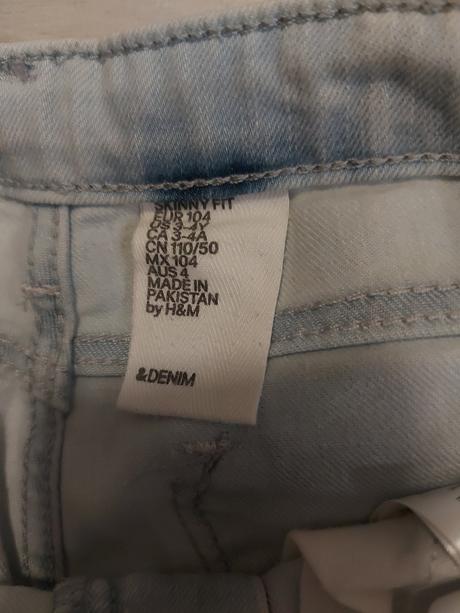 SKINNY FIT
EUR 104
US 3-4Y
CA 3-4A
CN 110/50
MX 104
AUS 4
MADE IN
PAKISTAN
by H&M
&DENIM